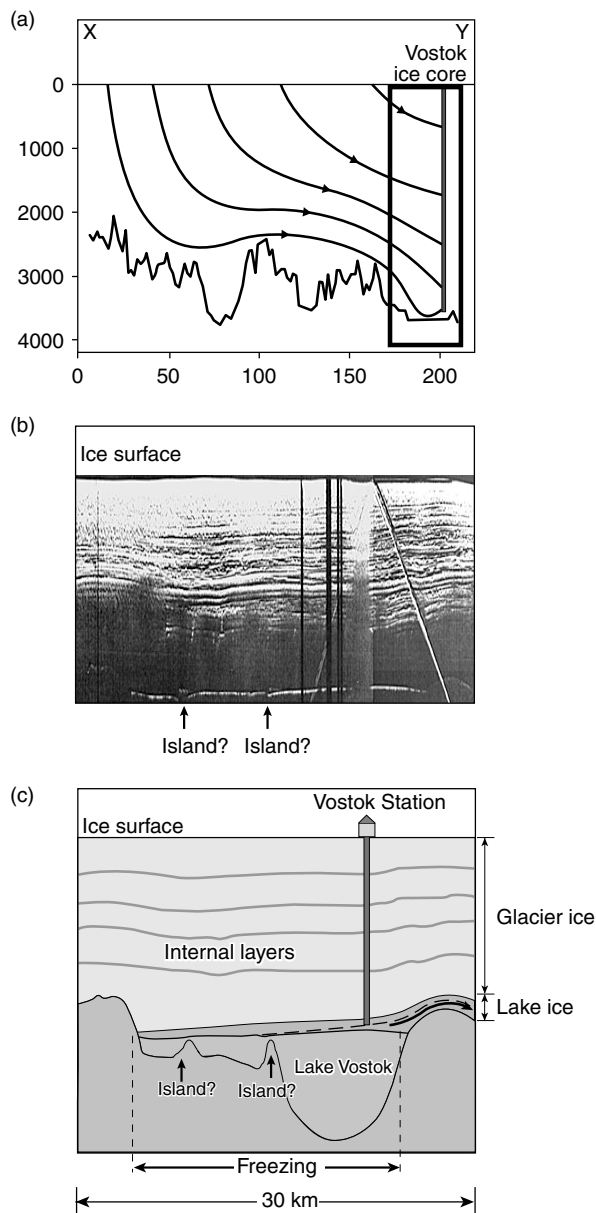 (a)
X Y
Vostok
ice core
0
1000
2000
3000
4000
0 50 100 150 200
(b)
Ice surface
Island? Island?
(c)
Vostok Station
Ice surface
Glacier ice
Internal layers
Lake ice
Lake Vostok
Island? Island?
Freezing
30 km